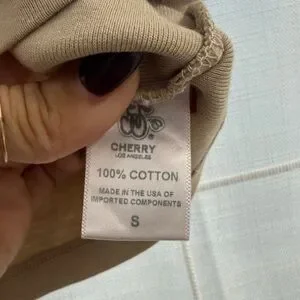 CHERRY
LOS ANGELES
100% COTTON
MADE IN THE USA OF
IMPORTED COMPONENTS
S